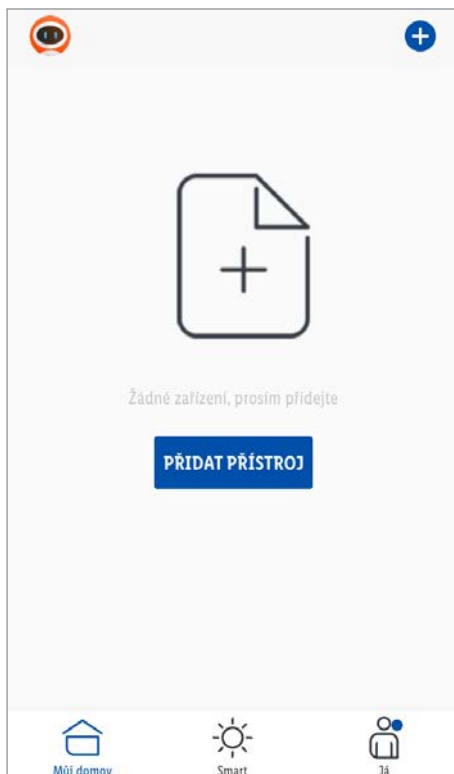 Žádné zařízení, prosím přidejte
PŘIDAT PŘÍSTROJ
Můj domov
Smart
Já